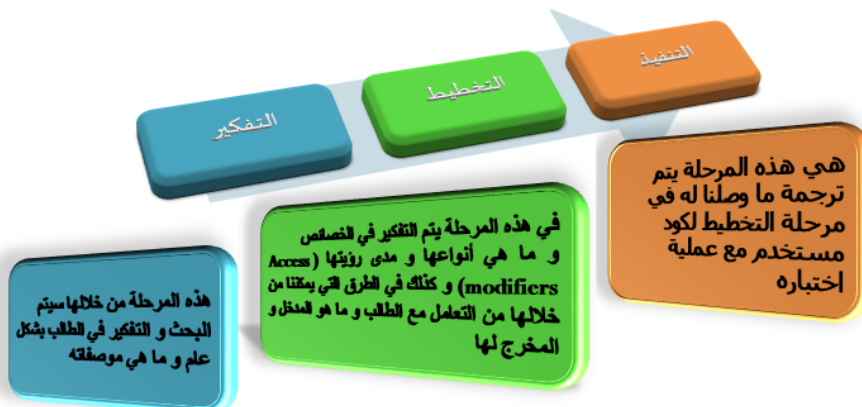 التنفيذ
التخطيط
التفكير
هي هذه المرحلة يتم
ترجمة ما وصلنا له في
مرحلة التخطيط لكود
مستخدم مع عملية
اختباره
في هذه المرحلة يتم التفكير في الخصائص
و ما هي أنواعها و مدى رؤيتها (Access
modifiers) و كذلك في الطرق التي يمكننا من
خلالها من التعامل مع الطالب و ما هو المدخل و
المخرج لها
هذه المرحلة من خلالها سيتم
البحث و التفكير في الطالب بشكل
علم و ما هي موصفاته